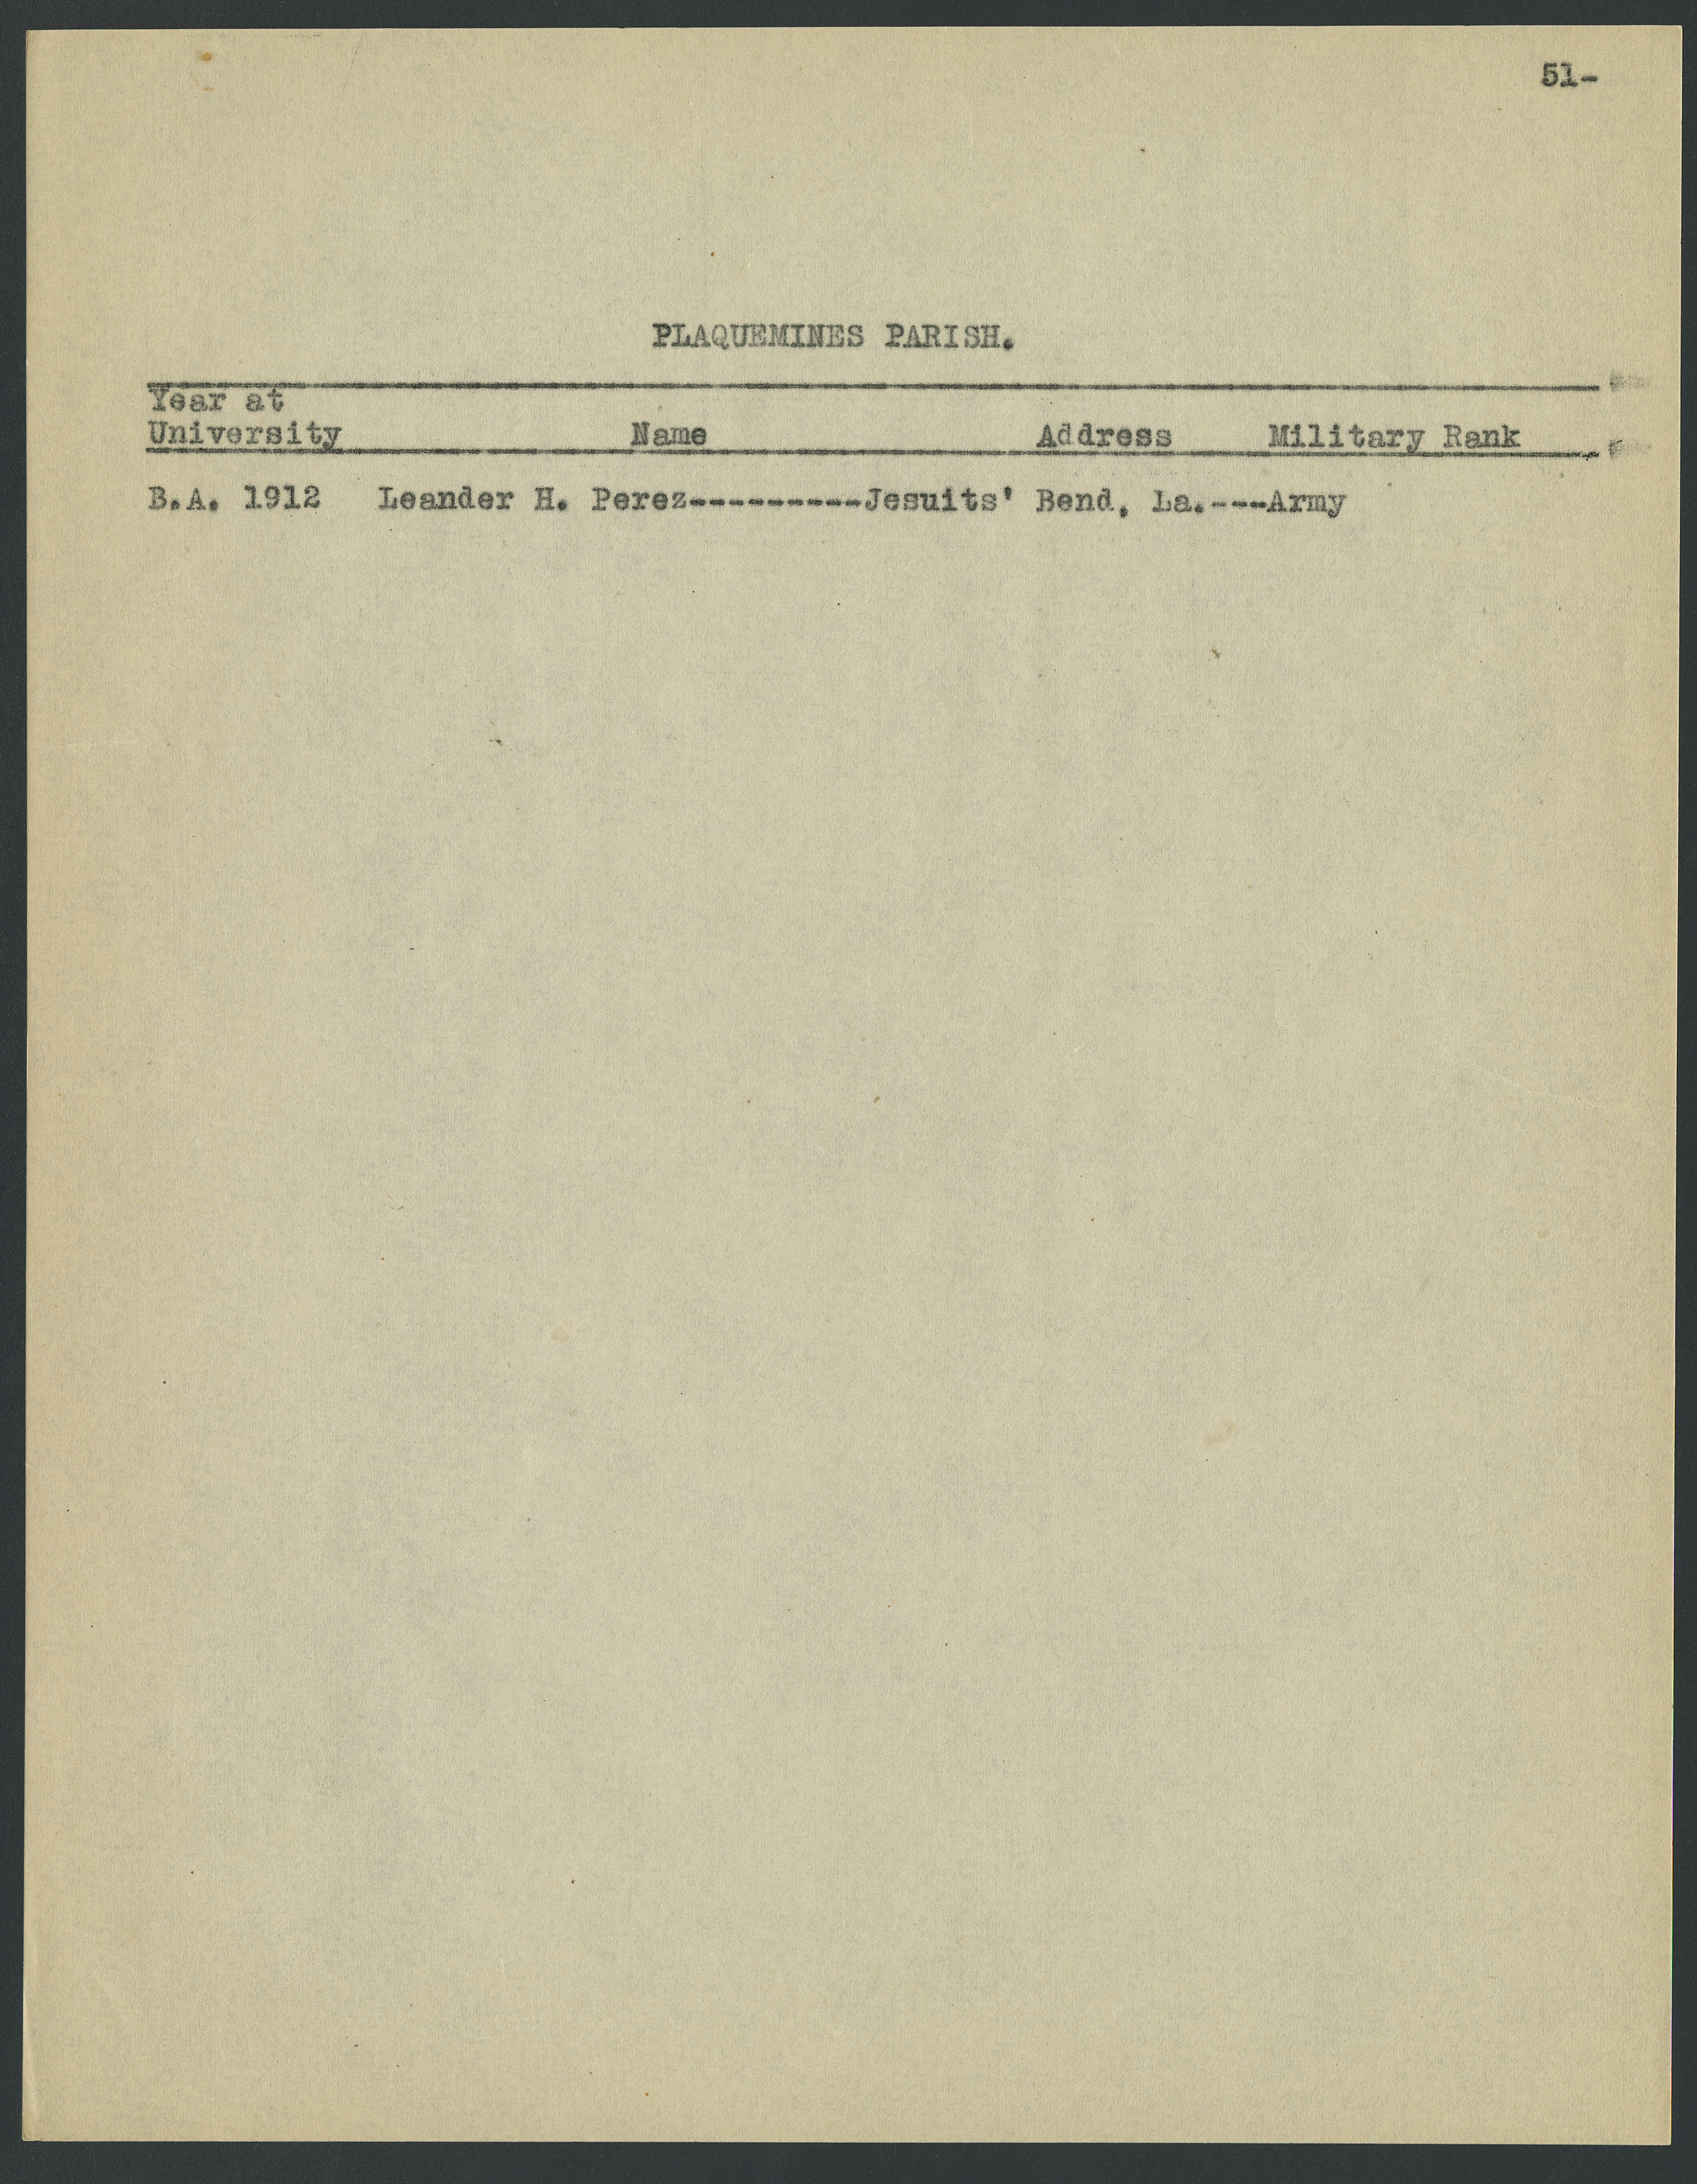 51-
PLAQUEMINES PARISH.
Year at
University Name Address Military Rank
B.A. 1912 Leander H. Perez---------Jesuits' Bend, La.---Army